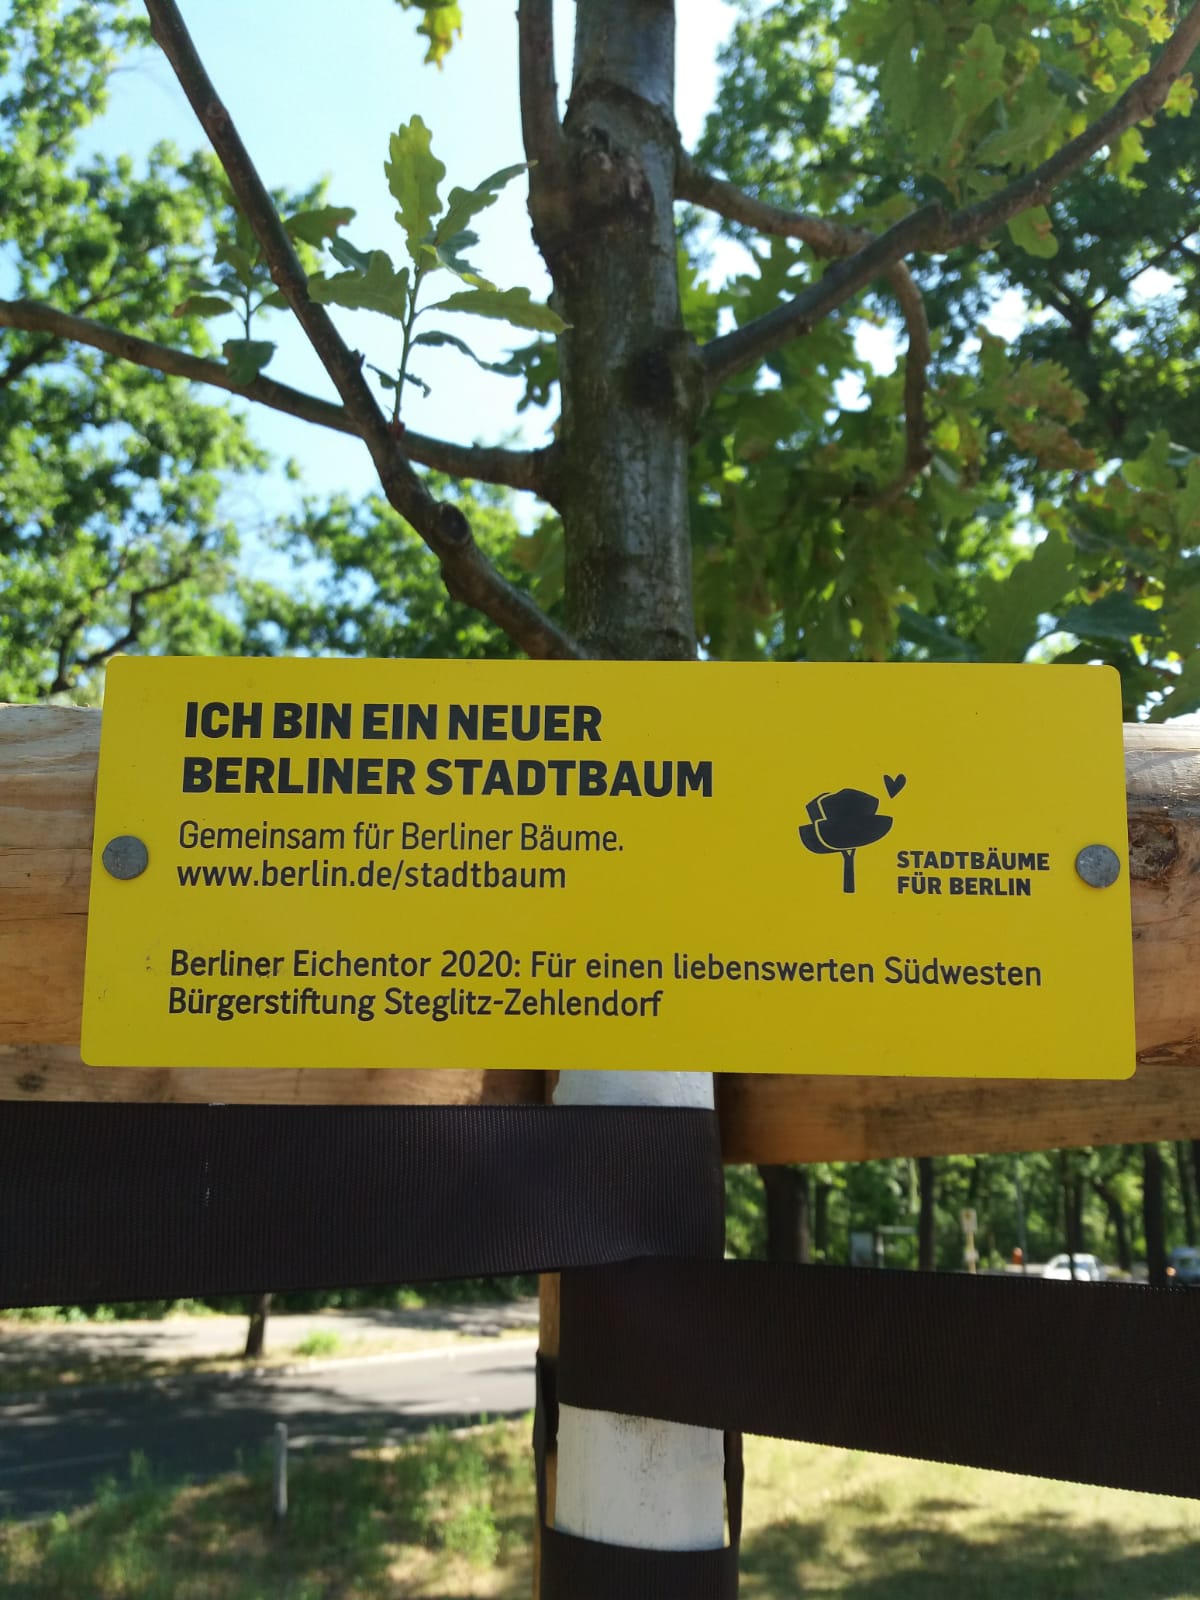 ICH BIN EIN NEUER
BERLINER STADTBAUM
Gemeinsam für Berliner Bäume.
www.berlin.de/stadtbaum
STADTBÄUME
FÜR BERLIN
Berliner Eichentor 2020: Für einen liebenswerten Südwesten
Bürgerstiftung Steglitz-Zehlendorf